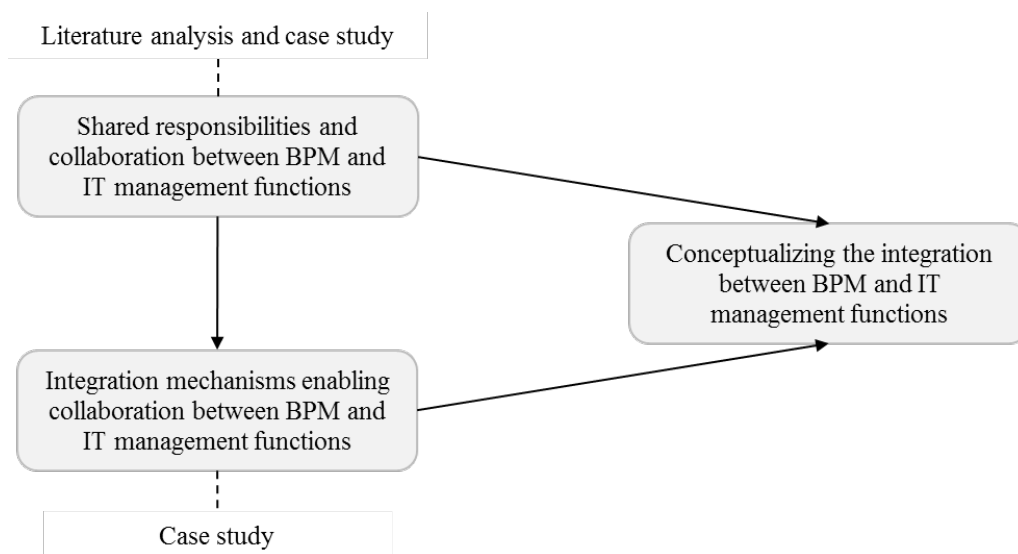 Literature analysis and case study
Shared responsibilities and
collaboration between BPM and
IT management functions
Conceptualizing the integration
between BPM and IT
management functions
Integration mechanisms enabling
collaboration between BPM and
IT management functions
Case study